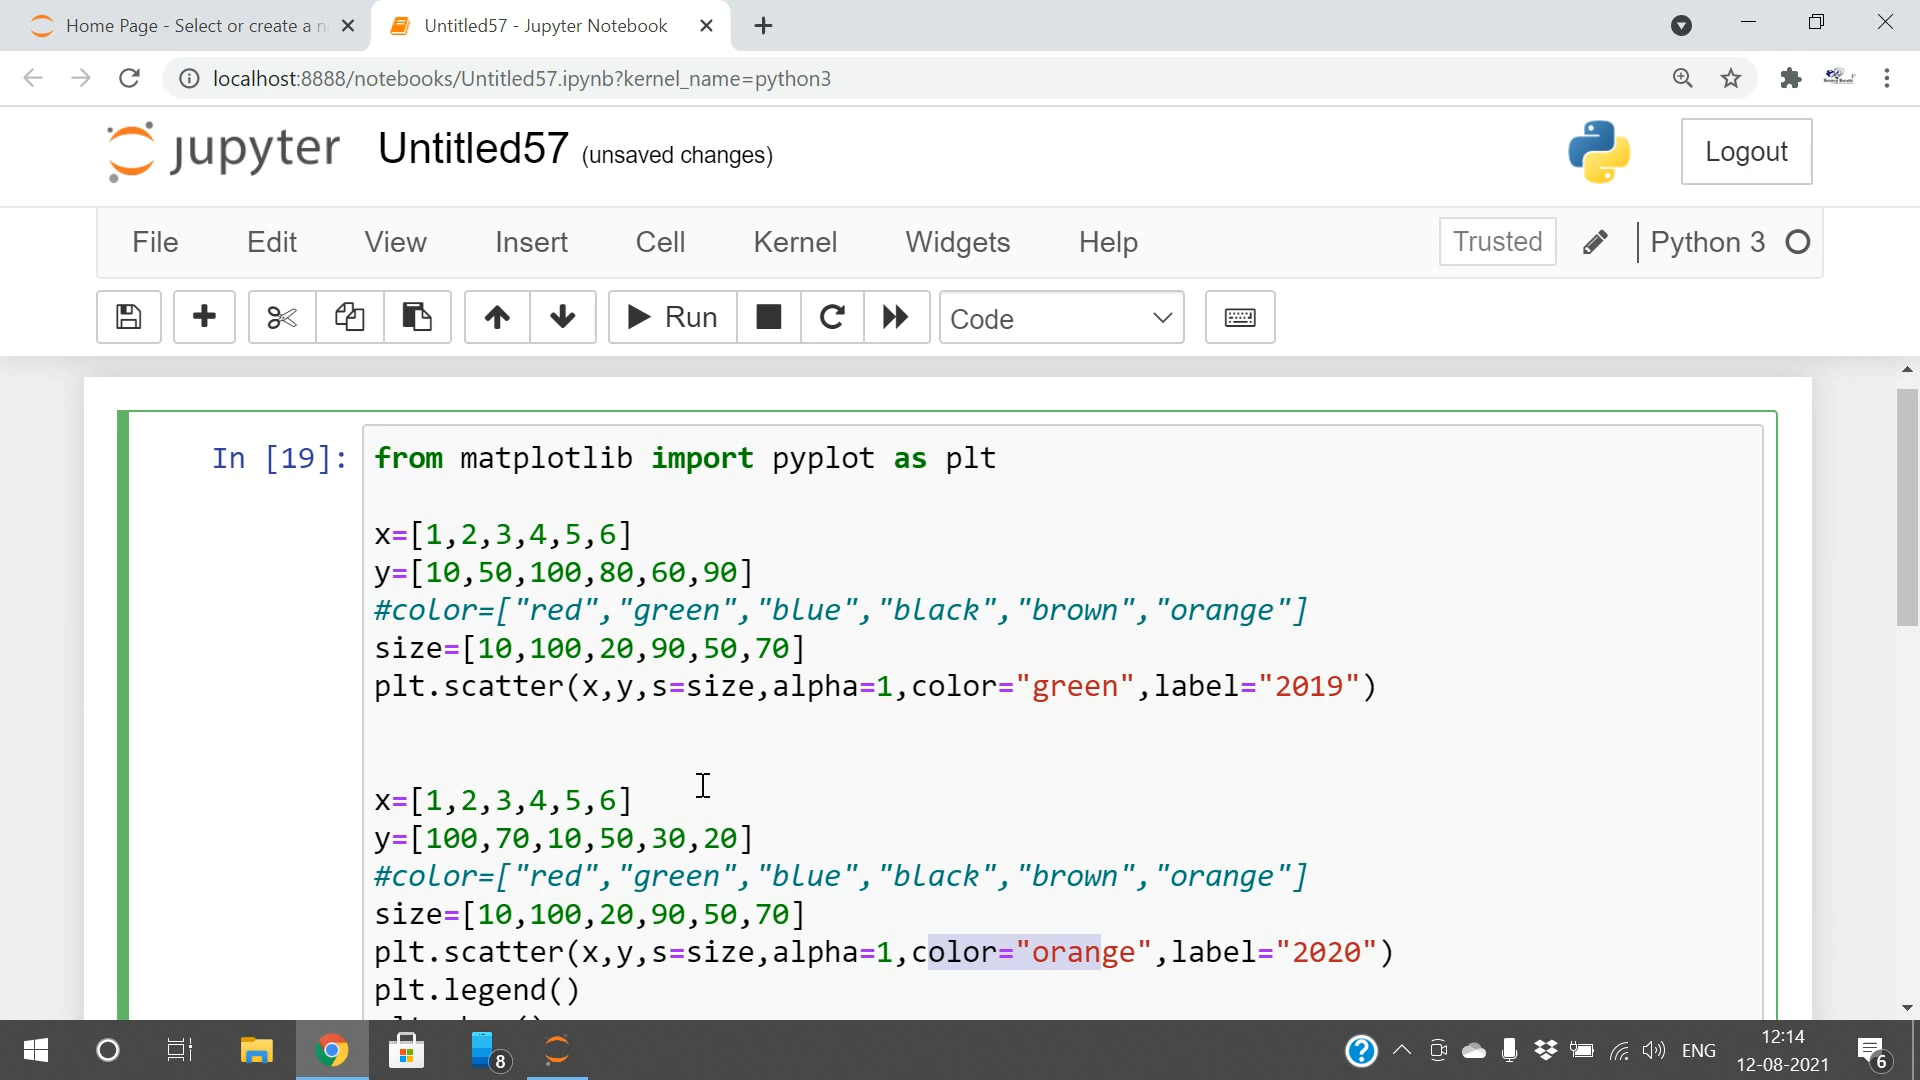 Home Page - Select or create a n
Untitled57 - Jupyter Notebook
localhost:8888/notebooks/Untitled57.ipynb?kernel_name=python3
jupyter
Untitled57 (unsaved changes)
Logout
File Edit View Insert Cell Kernel Widgets Help
Trusted
Python 3
Run
Code
In [19]:
from matplotlib import pyplot as plt
x=[1,2,3,4,5,6]
y=[10,50,100,80,60,90]
#color=["red","green","blue","black","brown","orange"]
size=[10,100,20,90,50,70]
plt.scatter(x,y,s=size,alpha=1,color="green",label="2019")
x=[1,2,3,4,5,6]
y=[100,70,10,50,30,20]
#color=["red","green","blue","black","brown","orange"]
size=[10,100,20,90,50,70]
plt.scatter(x,y,s=size,alpha=1,color="orange",label="2020")
plt.legend()
8
ENG
12:14
12-08-2021
6